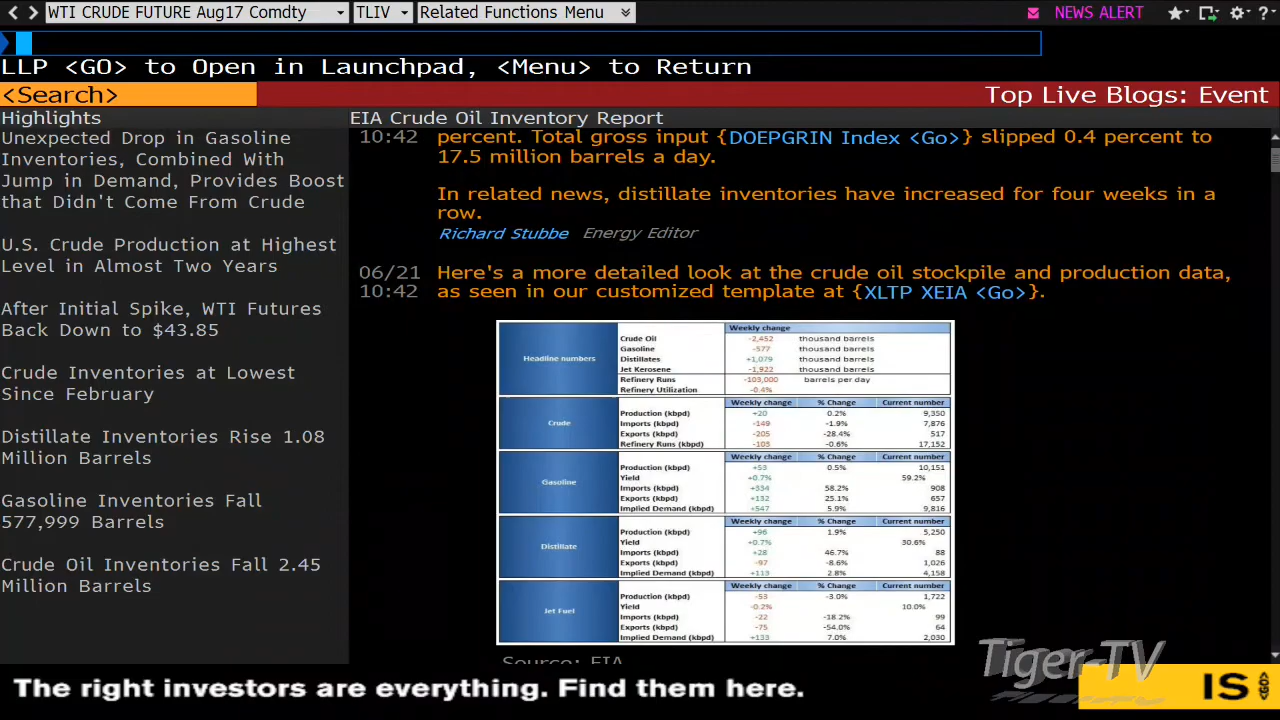 WTI CRUDE FUTURE Aug17 Comdty TLIV Related Functions Menu NEWS ALERT
LLP <GO> to Open in Launchpad, <Menu> to Return
<Search> Top Live Blogs: Event
Highlights EIA Crude Oil Inventory Report
Unexpected Drop in Gasoline
Inventories, Combined With
Jump in Demand, Provides Boost
that Didn't Come From Crude
U.S. Crude Production at Highest
Level in Almost Two Years
After Initial Spike, WTI Futures
Back Down to $43.85
Crude Inventories at Lowest
Since February
Distillate Inventories Rise 1.08
Million Barrels
Gasoline Inventories Fall
577,999 Barrels
Crude Oil Inventories Fall 2.45
Million Barrels
10:42 percent. Total gross input {DOEPGRIN Index <Go>} slipped 0.4 percent to
17.5 million barrels a day.
In related news, distillate inventories have increased for four weeks in a
row.
Richard Stubbe Energy Editor
06/21 Here's a more detailed look at the crude oil stockpile and production data,
10:42 as seen in our customized template at {XLTP XEIA <Go>}.
Headline numbers
Weekly change
Crude Oil -2,452 thousand barrels
Gasoline -577 thousand barrels
Distillates +1,079 thousand barrels
Jet Kerosene -1,922 thousand barrels
Refinery Runs -103,000 barrels per day
Refinery Utilization -0.4%
Crude
Weekly change % Change Current number
Production (kbpd) +20 0.2% 9,350
Imports (kbpd) -149 -1.9% 7,876
Exports (kbpd) -205 -28.4% 517
Refinery Runs (kbpd) -103 -0.6% 17,152
Gasoline
Weekly change % Change Current number
Production (kbpd) +53 0.5% 10,151
Yield +0.7% 59.2%
Imports (kbpd) +334 58.2% 908
Exports (kbpd) +132 25.1% 657
Implied Demand (kbpd) +547 5.9% 9,816
Distillate
Weekly change % Change Current number
Production (kbpd) +96 1.9% 5,250
Yield +0.7% 30.6%
Imports (kbpd) +28 46.7% 88
Exports (kbpd) -97 -8.6% 1,026
Implied Demand (kbpd) +113 2.8% 4,158
Jet Fuel
Weekly change % Change Current number
Production (kbpd) -53 -3.0% 1,722
Yield -0.2% 10.0%
Imports (kbpd) -22 -18.2% 99
Exports (kbpd) -75 -54.0% 64
Implied Demand (kbpd) +133 7.0% 2,030
Source: EIA
Tiger-TV
The right investors are everything. Find them here. IS <GO>